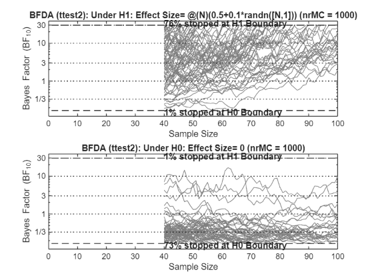 BFDA (ttest2): Under H1: Effect Size= @(N)(0.5+0.1*randn([N,1])) (nrMC = 1000)
30
76% stopped at H1 Boundary
10
3
1
1/3
1% stopped at H0 Boundary
Bayes Factor (BF10)
0 10 20 30 40 50 60 70 80 90 100
Sample Size
BFDA (ttest2): Under H0: Effect Size= 0 (nrMC = 1000)
30
1% stopped at H1 Boundary
10
3
1
1/3
73% stopped at H0 Boundary
Bayes Factor (BF10)
0 10 20 30 40 50 60 70 80 90 100
Sample Size